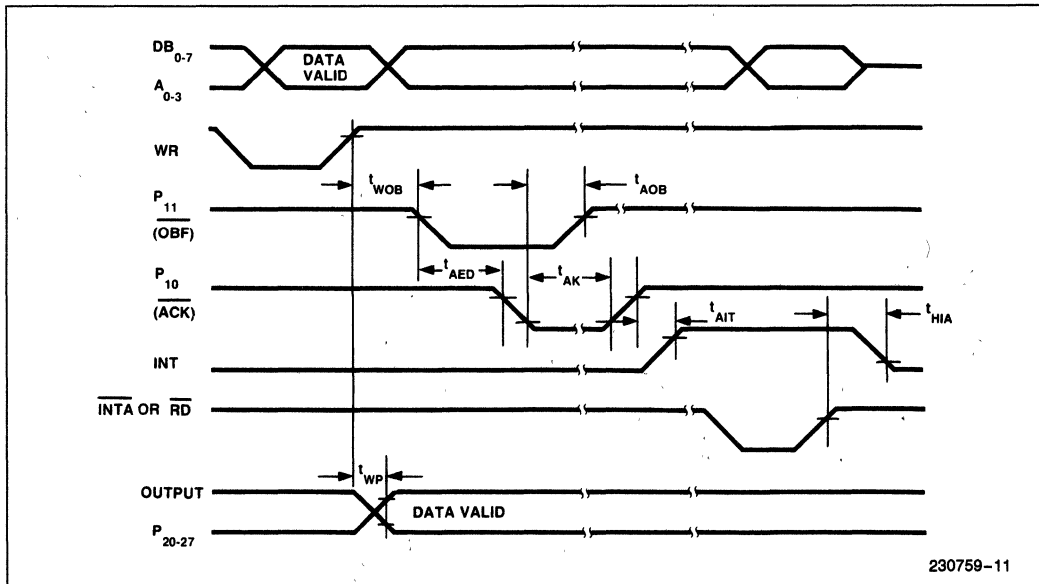 DB0-7
DATA VALID
A0-3
WR
tWOB
tAOB
P11
(OBF)
tAED
tAK
P10
(ACK)
tAIT
tHIA
INT
INTA OR RD
tWP
OUTPUT
DATA VALID
P20-27
230759-11